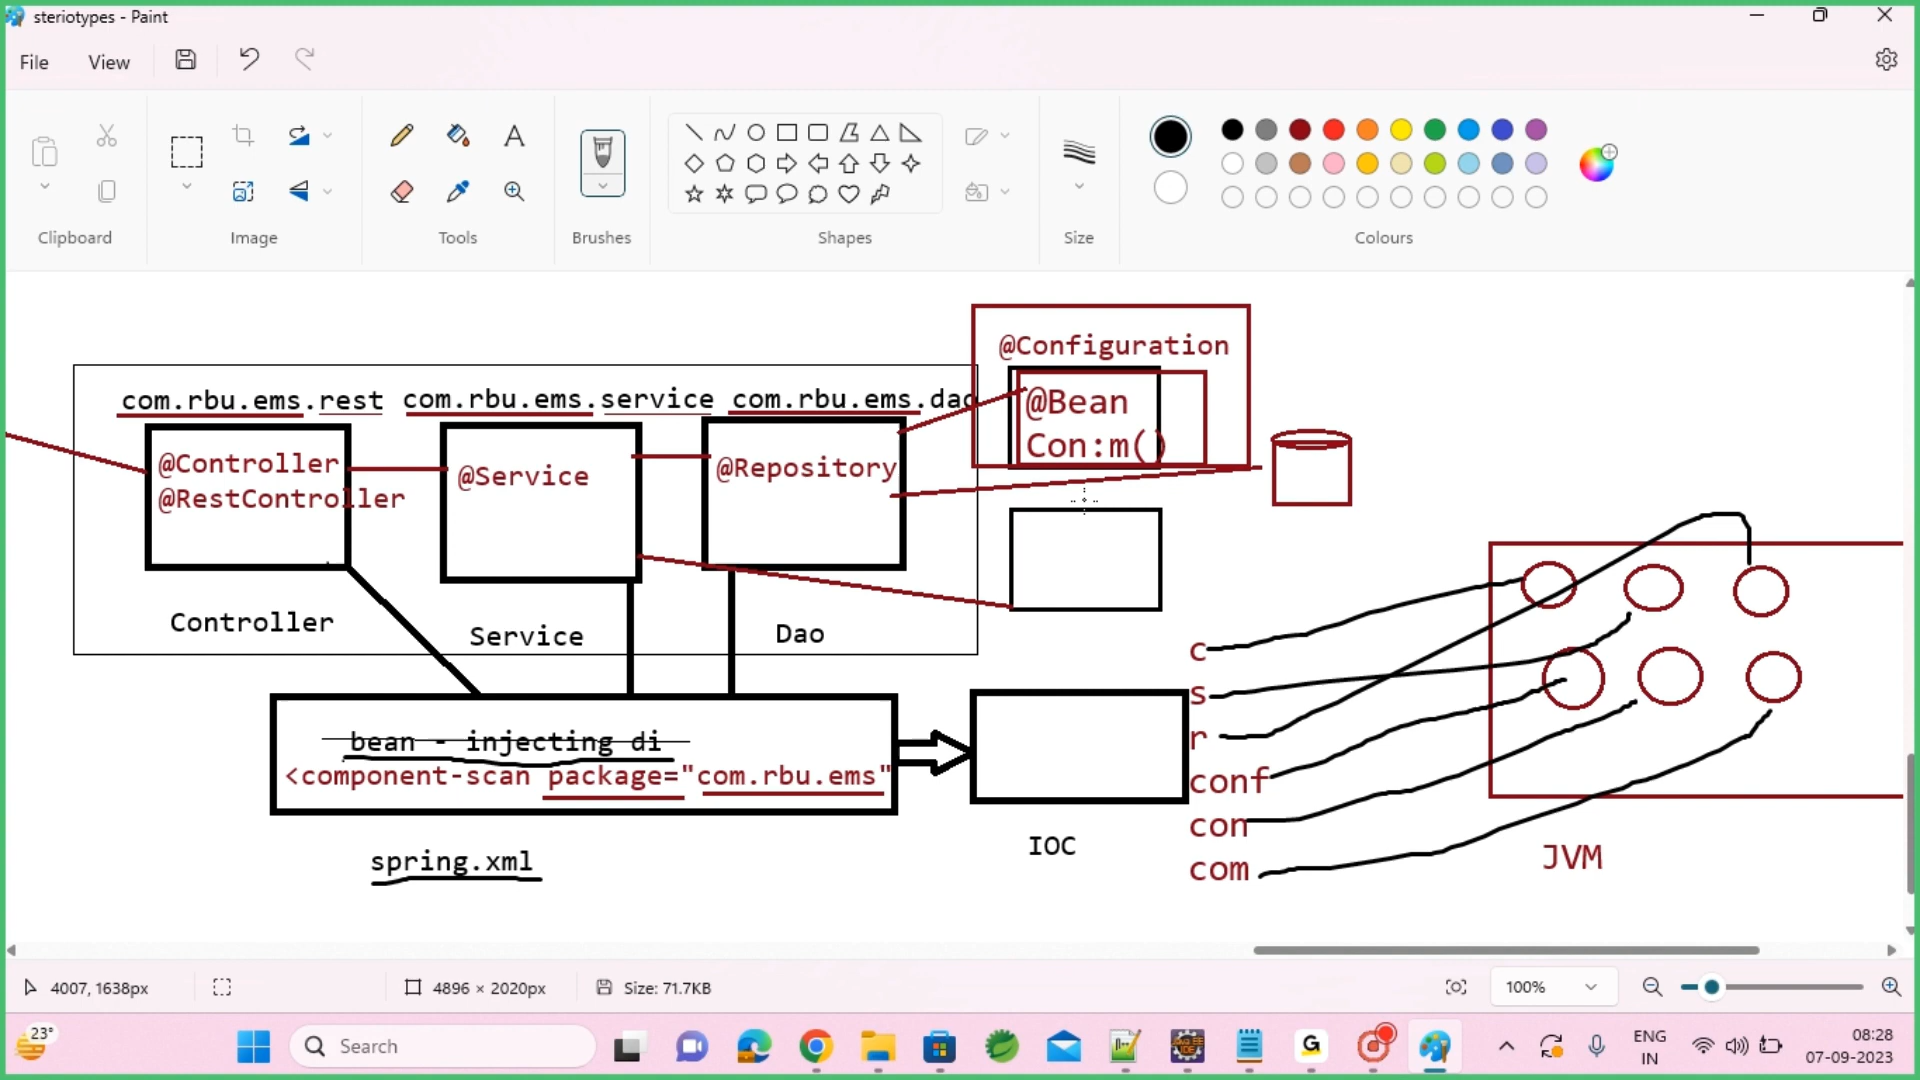 steriotypes - Paint
File
View
Clipboard
Image
Tools
Brushes
Shapes
Size
Colours
@Configuration
com.rbu.ems.rest
com.rbu.ems.service
com.rbu.ems.dao
@Bean
Con:m()
@Controller
@RestController
@Service
@Repository
Controller
Service
Dao
c
s
r
conf
con
com
bean - injecting di
<component-scan package="com.rbu.ems"
spring.xml
IOC
JVM
4007, 1638px
4896 × 2020px
Size: 71.7KB
100%
23°
Search
ENG
IN
08:28
07-09-2023